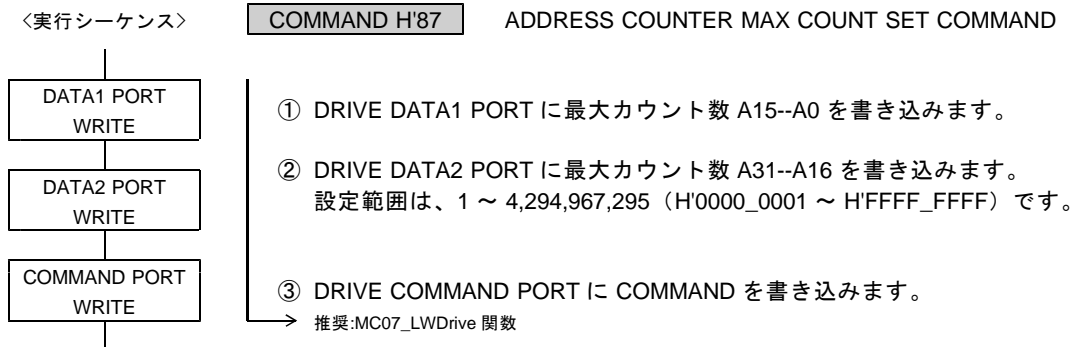 〈実行シーケンス〉
COMMAND H'87 ADDRESS COUNTER MAX COUNT SET COMMAND
DATA1 PORT
WRITE
① DRIVE DATA1 PORT に最大カウント数 A15--A0 を書き込みます。
DATA2 PORT
WRITE
② DRIVE DATA2 PORT に最大カウント数 A31--A16 を書き込みます。
設定範囲は、1 ～ 4,294,967,295（H'0000_0001 ～ H'FFFF_FFFF）です。
COMMAND PORT
WRITE
③ DRIVE COMMAND PORT に COMMAND を書き込みます。
推奨:MC07_LWDrive 関数